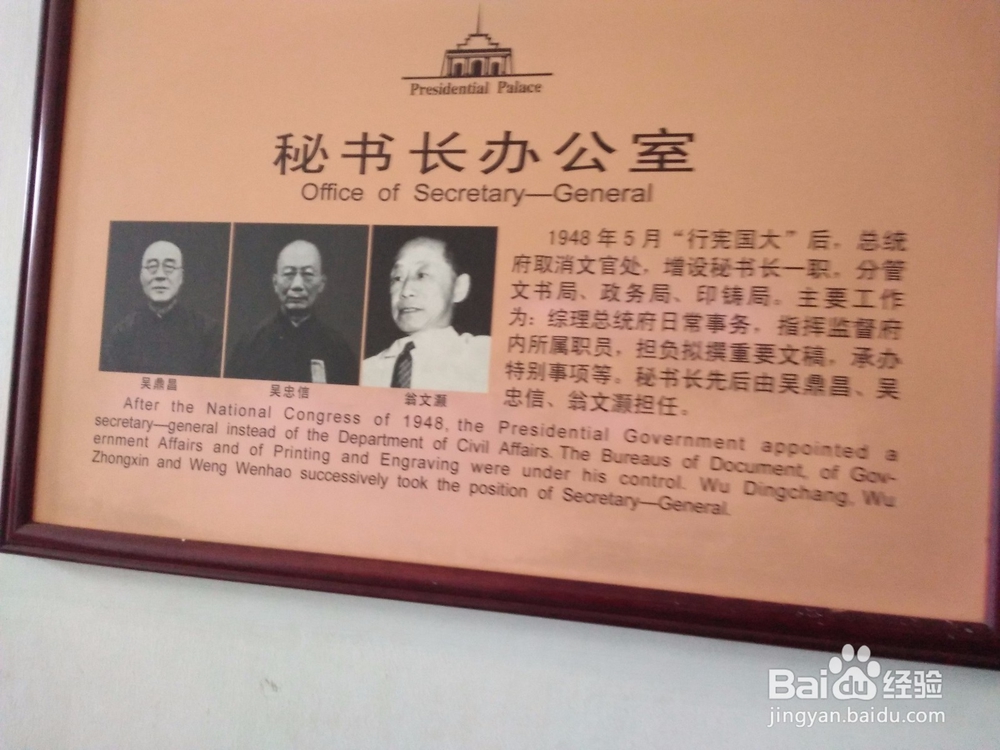 Presidential Palace
秘书长办公室
Office of Secretary—General
1948年5月“行宪国大”后，总统
府取消文官处，增设秘书长一职，分管
文书局、政务局、印铸局。主要工作
为：综理总统府日常事务，指挥监督府
内所属职员，担负拟撰重要文稿，承办
特别事项等。秘书长先后由吴鼎昌、吴
忠信、翁文灏担任。
吴鼎昌
吴忠信
翁文灏
After the National Congress of 1948, the Presidential Government appointed a
secretary—general instead of the Department of Civil Affairs. The Bureaus of Document, of Gov-
ernment Affairs and of Printing and Engraving were under his control. Wu Dingchang, Wu
Zhongxin and Weng Wenhao successively took the position of Secretary—General.
Bai du 经验
jingyan.baidu.com